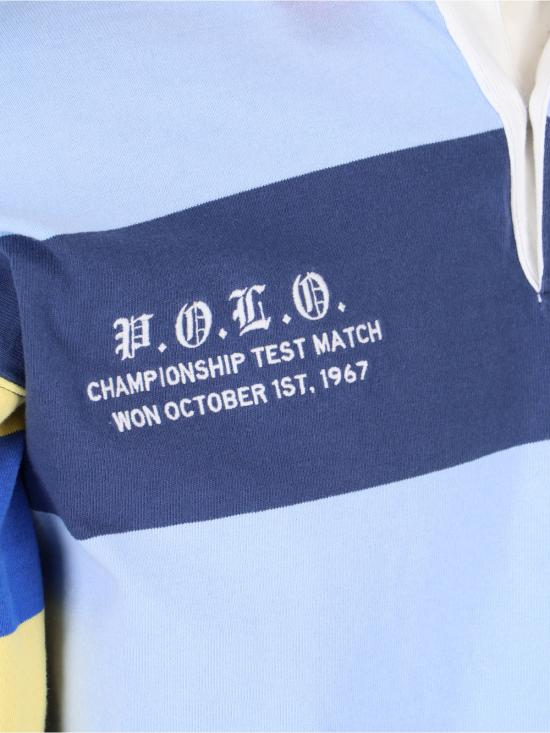 P.O.L.O.
CHAMPIONSHIP TEST MATCH
WON OCTOBER 1ST, 1967